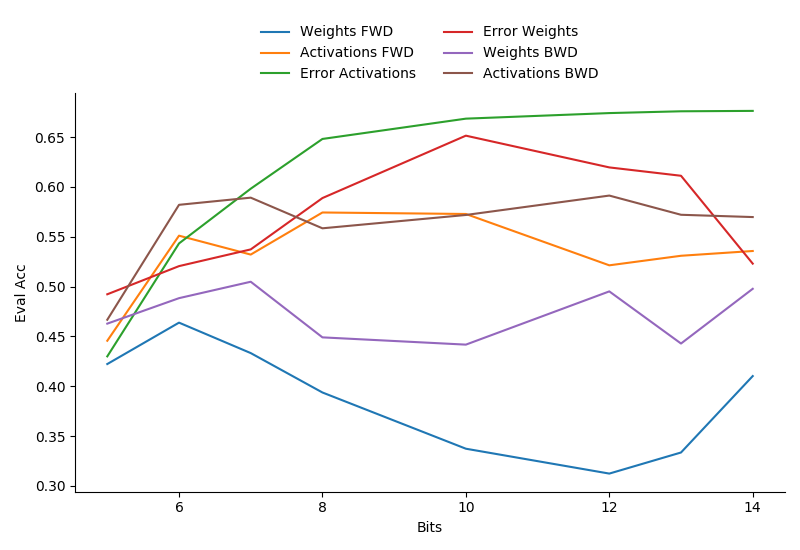 Weights FWD
Activations FWD
Error Activations
Error Weights
Weights BWD
Activations BWD
0.65
0.60
0.55
0.50
0.45
0.40
0.35
0.30
Eval Acc
6 8 10 12 14
Bits